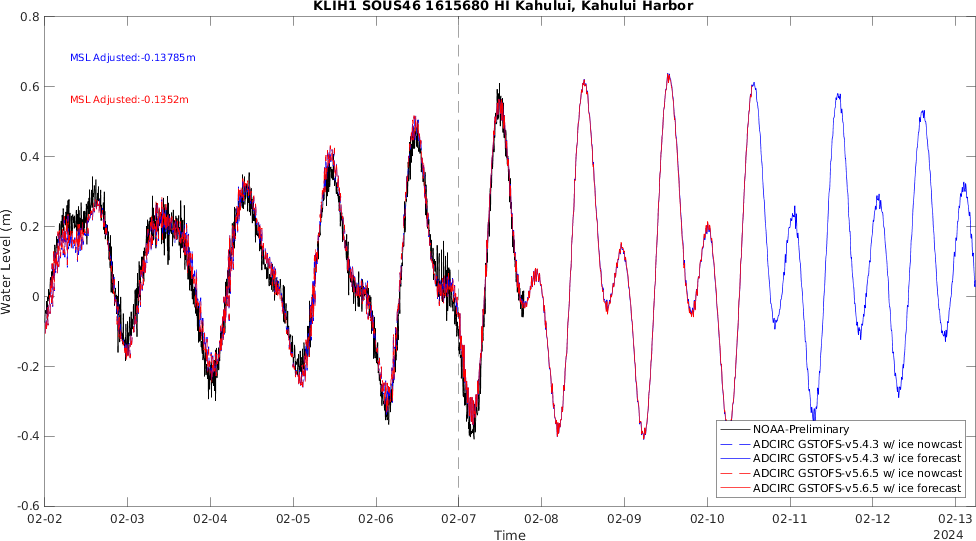 KLIH1 SOUS46 1615680 HI Kahului, Kahului Harbor
0.8
MSL Adjusted:-0.13785m
0.6
MSL Adjusted:-0.1352m
0.4
0.2
Water Level (m)
0
-0.2
-0.4
NOAA-Preliminary
ADCIRC GSTOFS-v5.4.3 w/ ice nowcast
ADCIRC GSTOFS-v5.4.3 w/ ice forecast
ADCIRC GSTOFS-v5.6.5 w/ ice nowcast
ADCIRC GSTOFS-v5.6.5 w/ ice forecast
-0.6
02-02 02-03 02-04 02-05 02-06 02-07 02-08 02-09 02-10 02-11 02-12 02-13
Time
2024